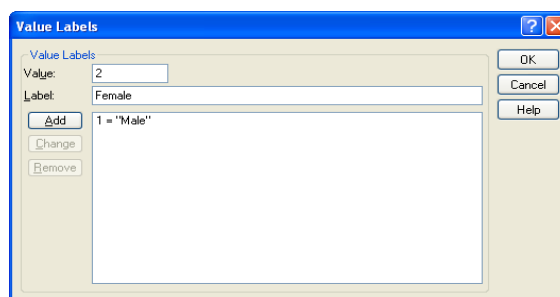 Value Labels
Value Labels
Value: 2
Label: Female
Add
Change
Remove
1 = "Male"
OK
Cancel
Help